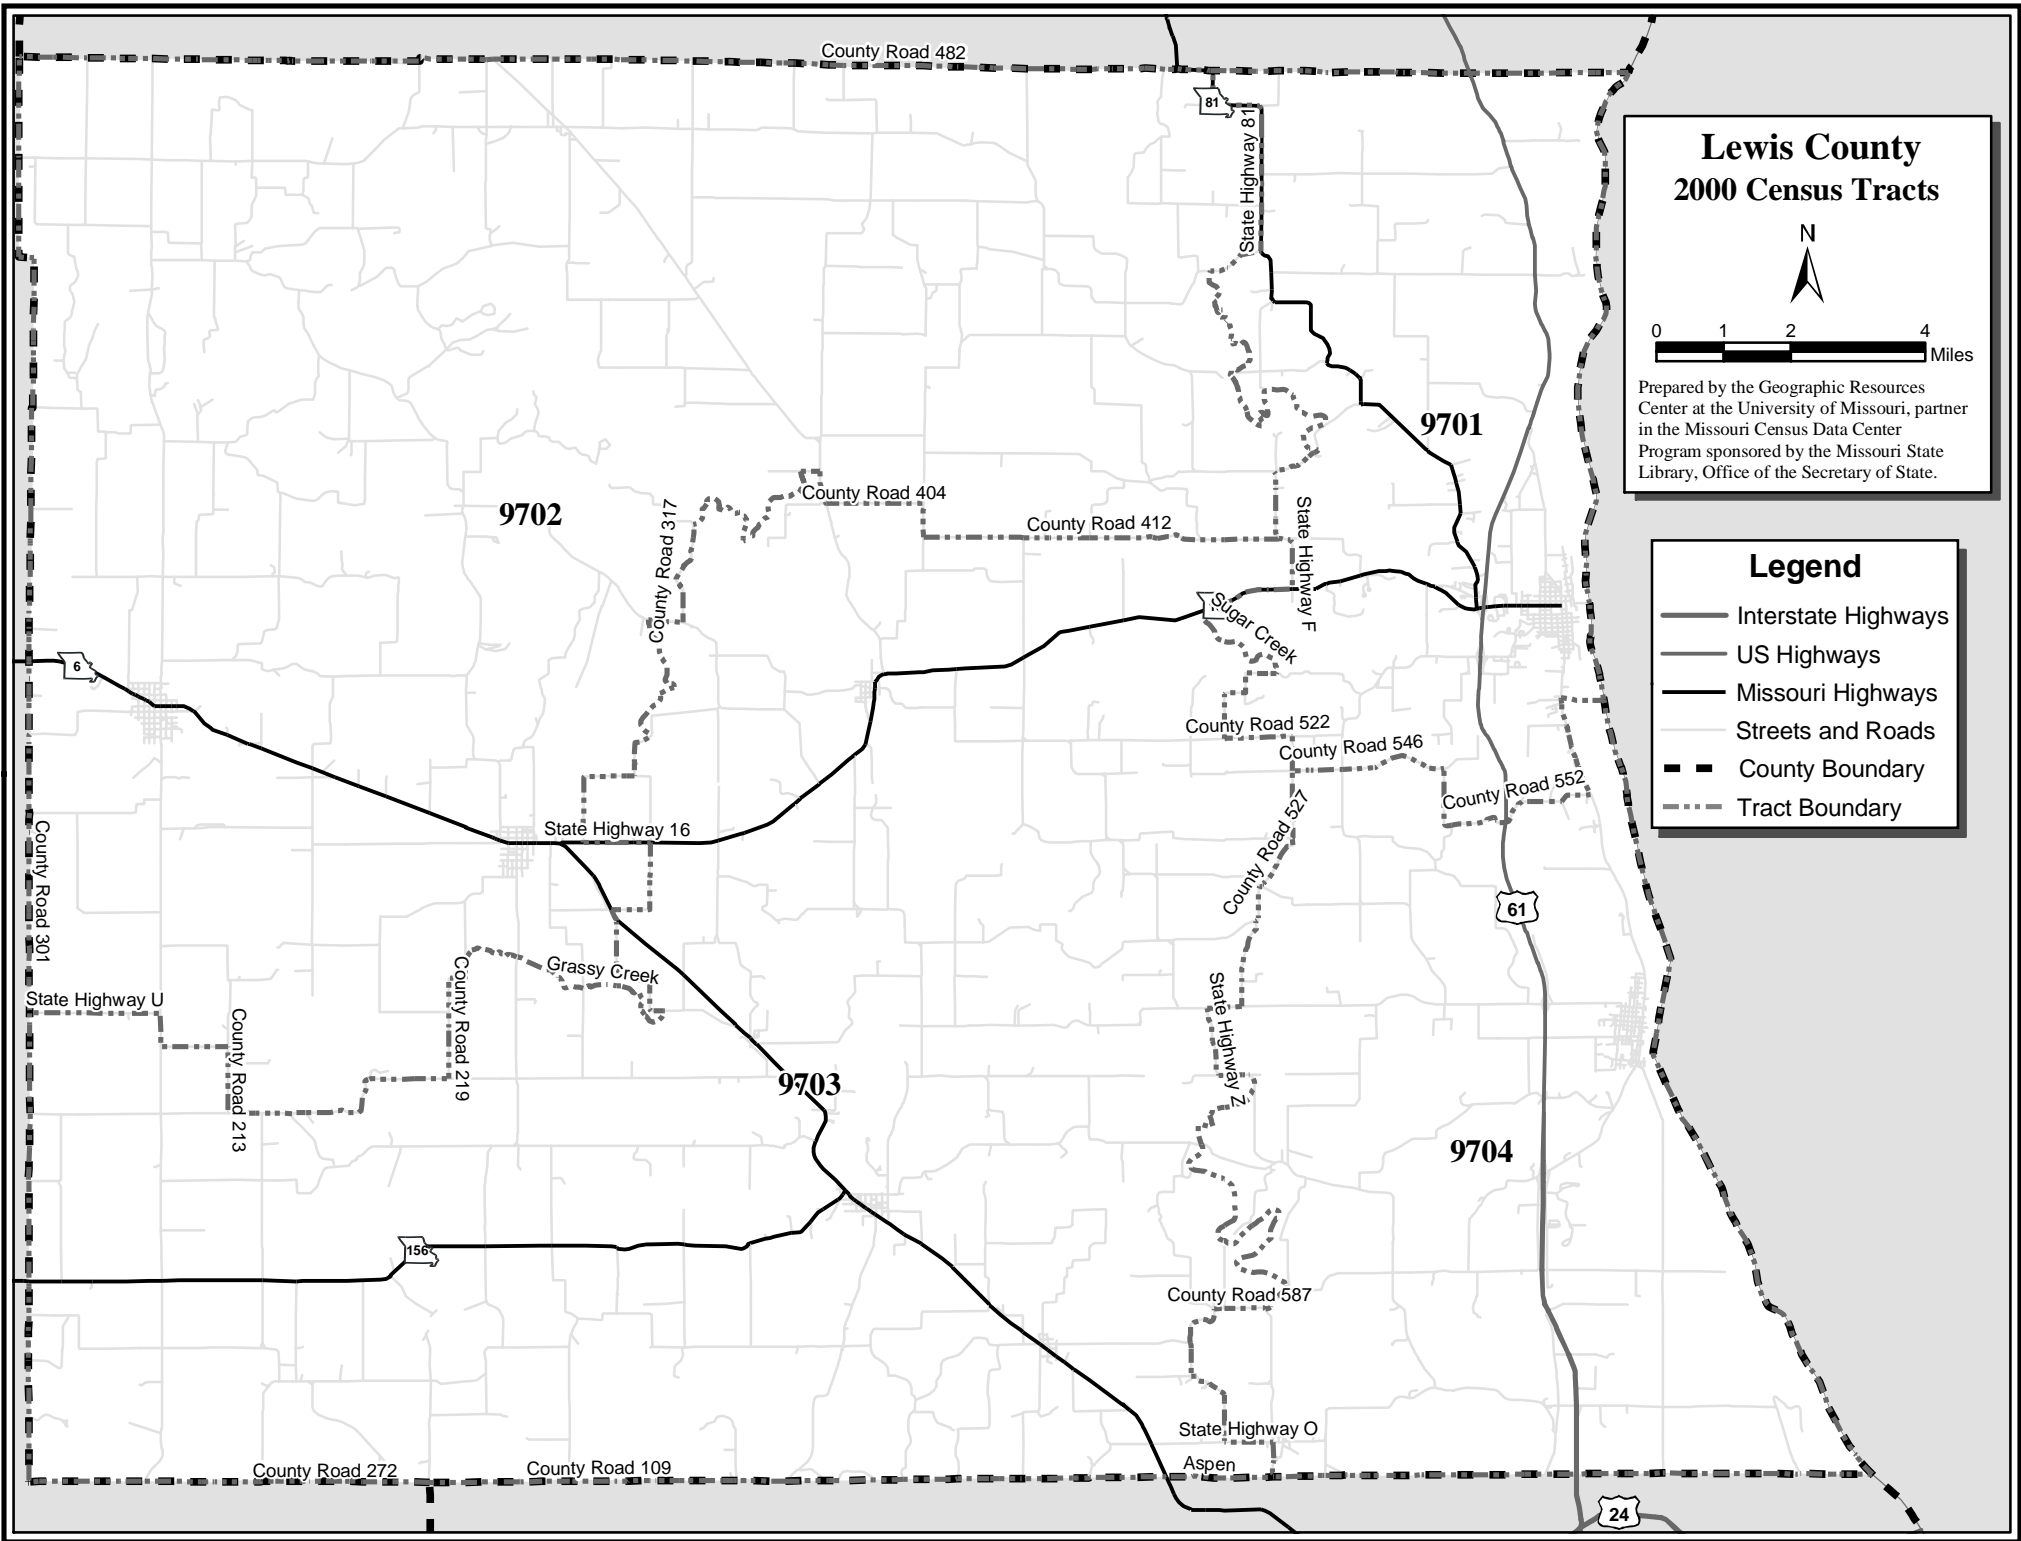 County Road 482
81
State Highway 81
Lewis County
2000 Census Tracts
N
0 1 2 4
Miles
Prepared by the Geographic Resources
Center at the University of Missouri, partner
in the Missouri Census Data Center
Program sponsored by the Missouri State
Library, Office of the Secretary of State.
9701
9702
County Road 404
County Road 317
County Road 412
State Highway F
Legend
Interstate Highways
US Highways
Missouri Highways
Streets and Roads
County Boundary
Tract Boundary
Sugar Creek
6
County Road 522
County Road 546
County Road 552
County Road 527
State Highway 16
County Road 301
61
Grassy Creek
State Highway U
County Road 213
County Road 219
State Highway Z
9703
9704
156
County Road 587
State Highway O
Aspen
County Road 272
County Road 109
24